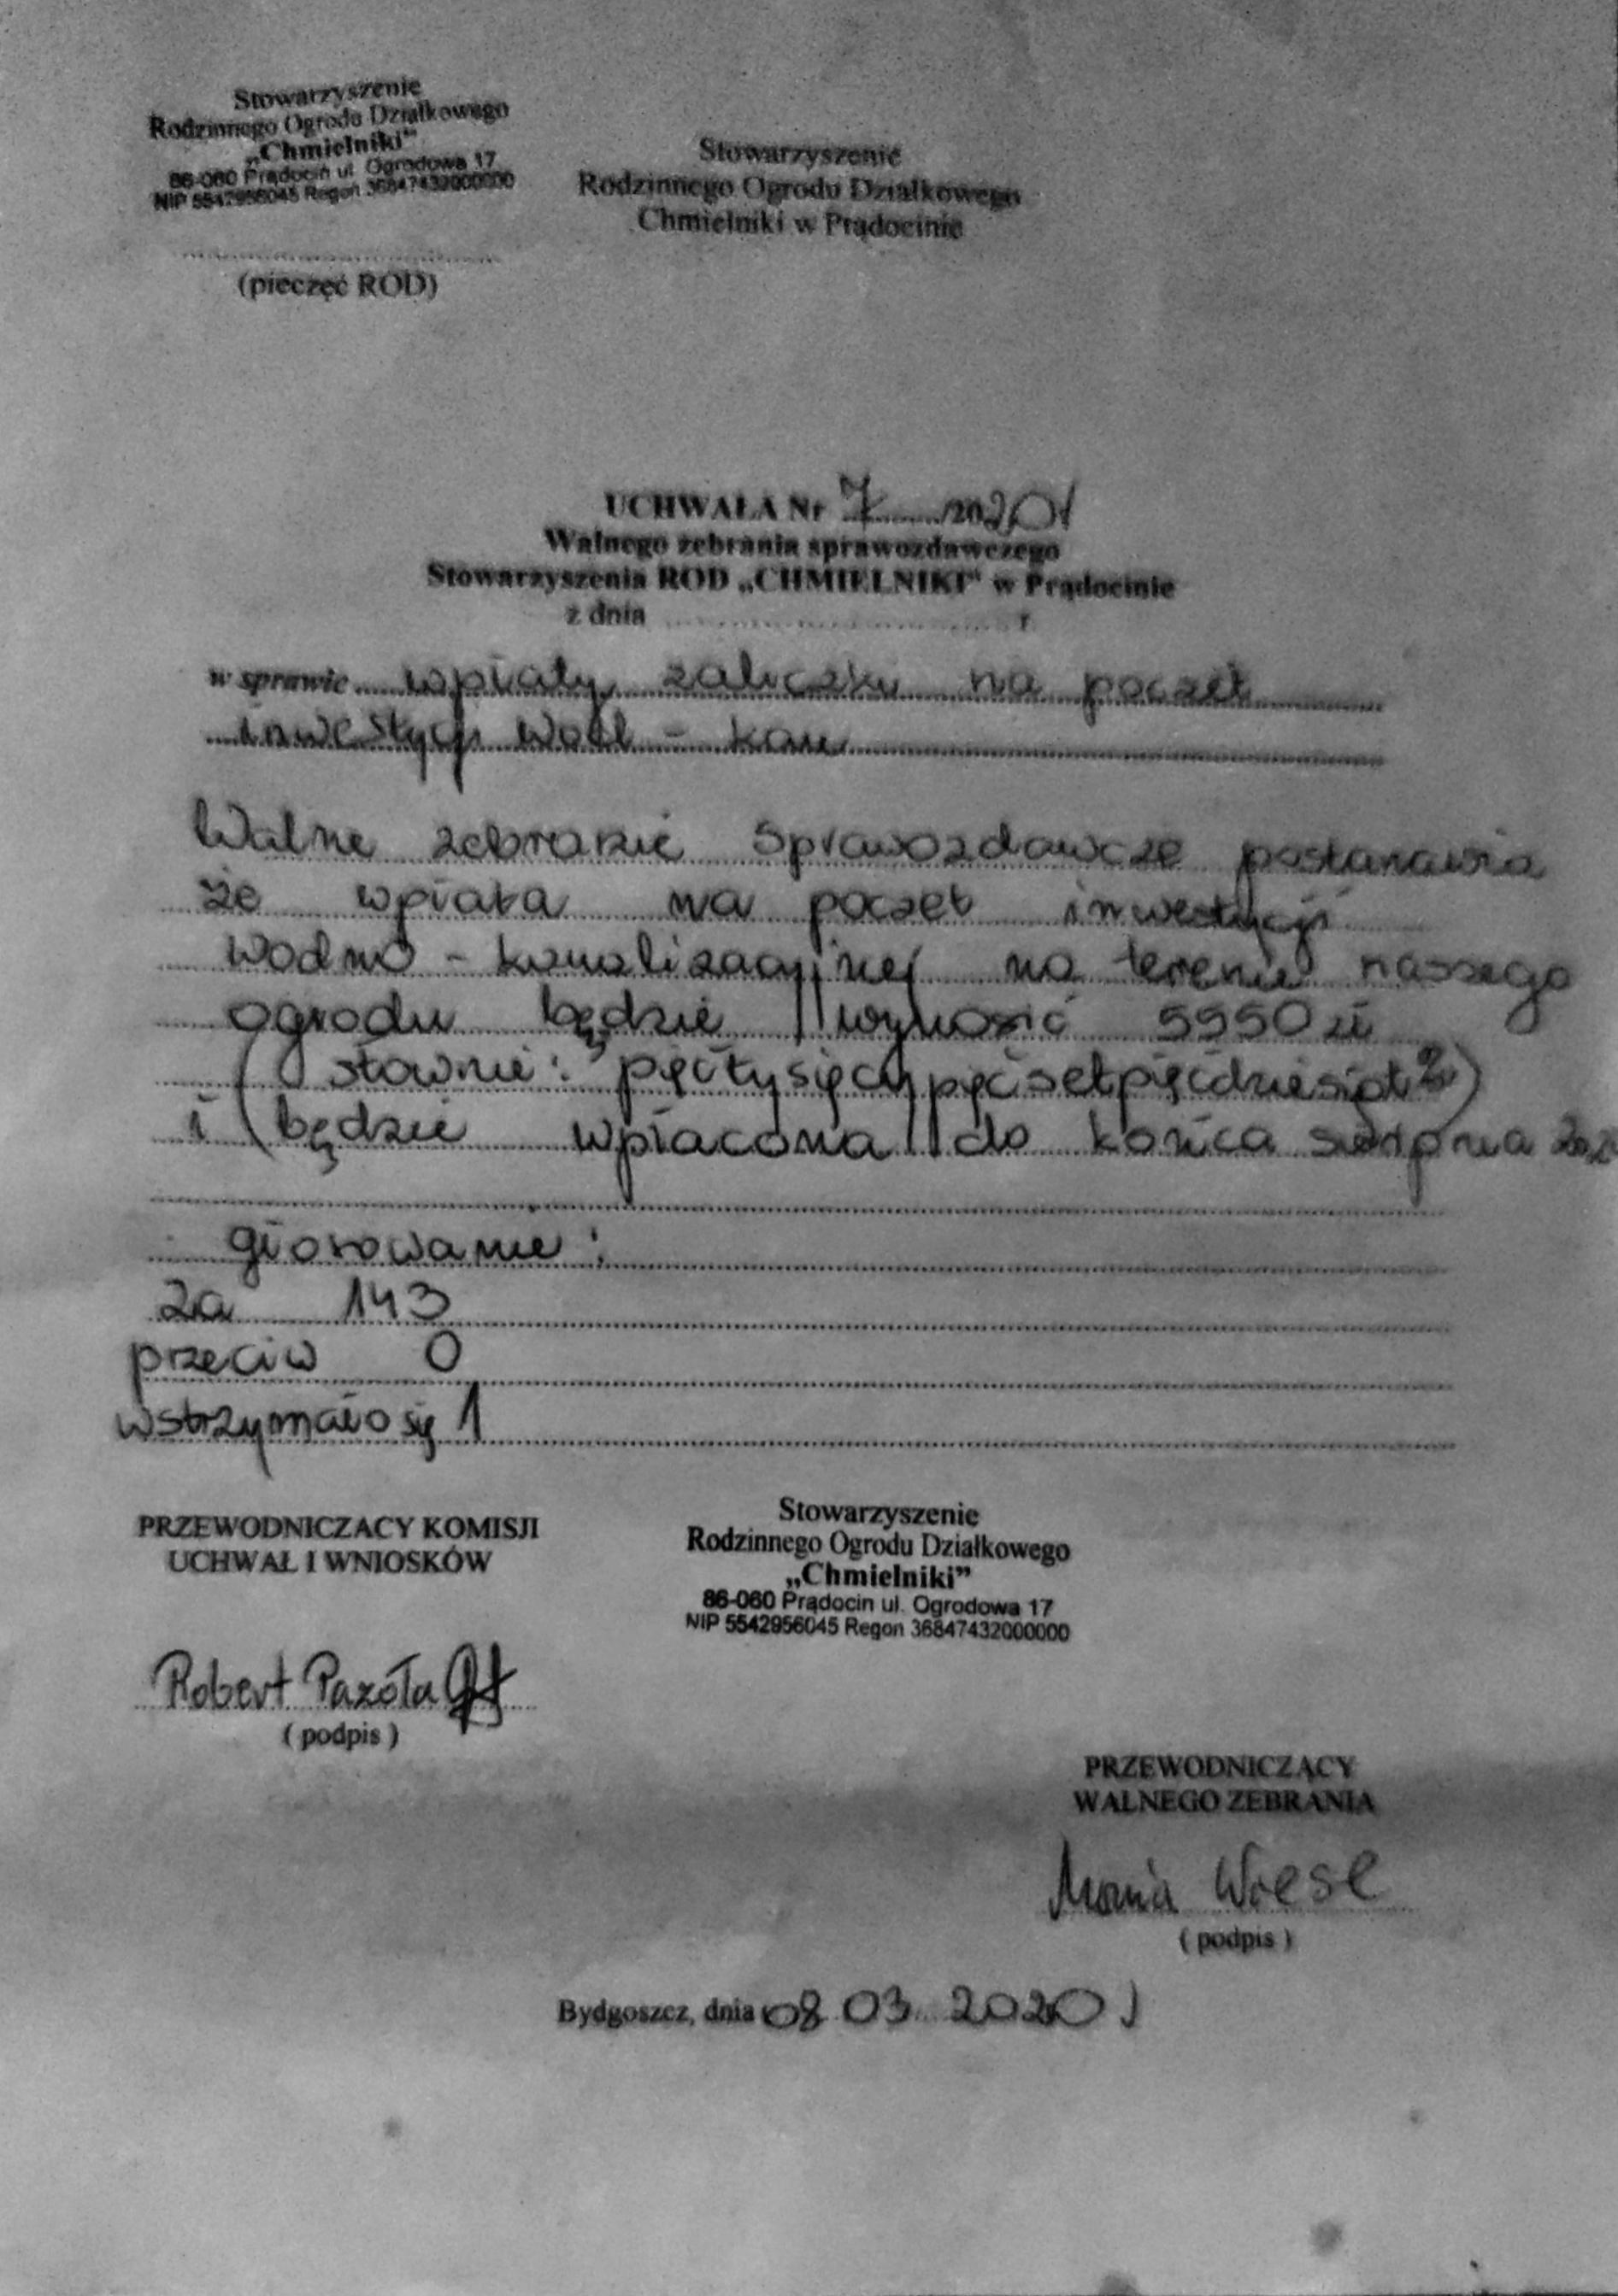 Stowarzyszenie
Rodzinnego Ogrodu Działkowego
„Chmielniki”
86-060 Prądocin ul. Ogrodowa 17
NIP 5542956045 Regon 36847432000000
(pieczęć ROD)
Stowarzyszenie
Rodzinnego Ogrodu Działkowego
Chmielniki w Prądocinie
UCHWAŁA Nr 7 /2020r
Walnego zebrania sprawozdawczego
Stowarzyszenia ROD „CHMIELNIKI” w Prądocinie
z dnia r
w sprawie wpłaty zaliczki na poczet
inwestycji wod - kan
Walne zebranie sprawozdawcze postanawia
że wpłata na poczet inwestycji
wodno - kanalizacyjnej na terenie naszego
ogrodu będzie wynosić 5550 zł
(słownie: pięćtysięcypięćsetpięćdziesiąt)
i będzie wpłacona do końca sierpnia
głosowanie:
za 143
przeciw 0
wstrzymało się 1
PRZEWODNICZACY KOMISJI
UCHWAŁ I WNIOSKÓW
Robert Pazóła
( podpis )
Stowarzyszenie
Rodzinnego Ogrodu Działkowego
„Chmielniki”
86-060 Prądocin ul. Ogrodowa 17
NIP 5542956045 Regon 36847432000000
PRZEWODNICZĄCY
WALNEGO ZEBRANIA
Maria Wiese
( podpis )
Bydgoszcz, dnia 08 03 2020